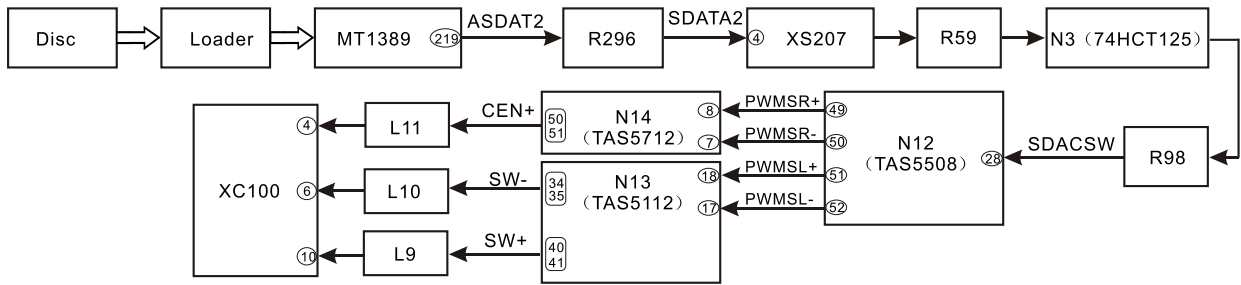 Disc
Loader
MT1389
219
ASDAT2
R296
SDATA2
4
XS207
R59
N3（74HCT125）
XC100
4
6
10
L11
CEN+
50
51
N14
（TAS5712）
8
7
PWMSR+
PWMSR-
49
50
N12
（TAS5508）
28
SDACSW
R98
L10
SW-
34
35
N13
（TAS5112）
18
17
PWMSL+
PWMSL-
51
52
L9
SW+
40
41